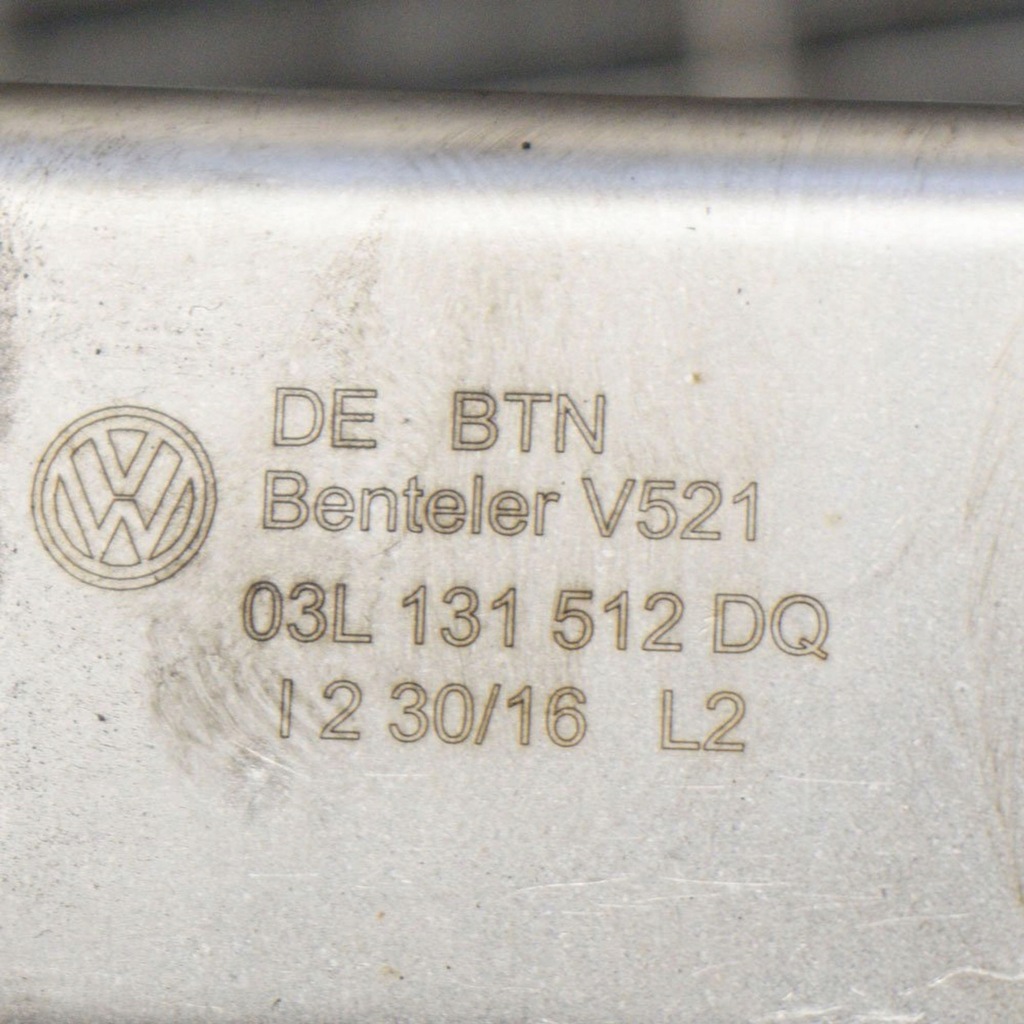 DE BTN
Benteler V521
03L 131 512 DQ
I 2 30/16 L2